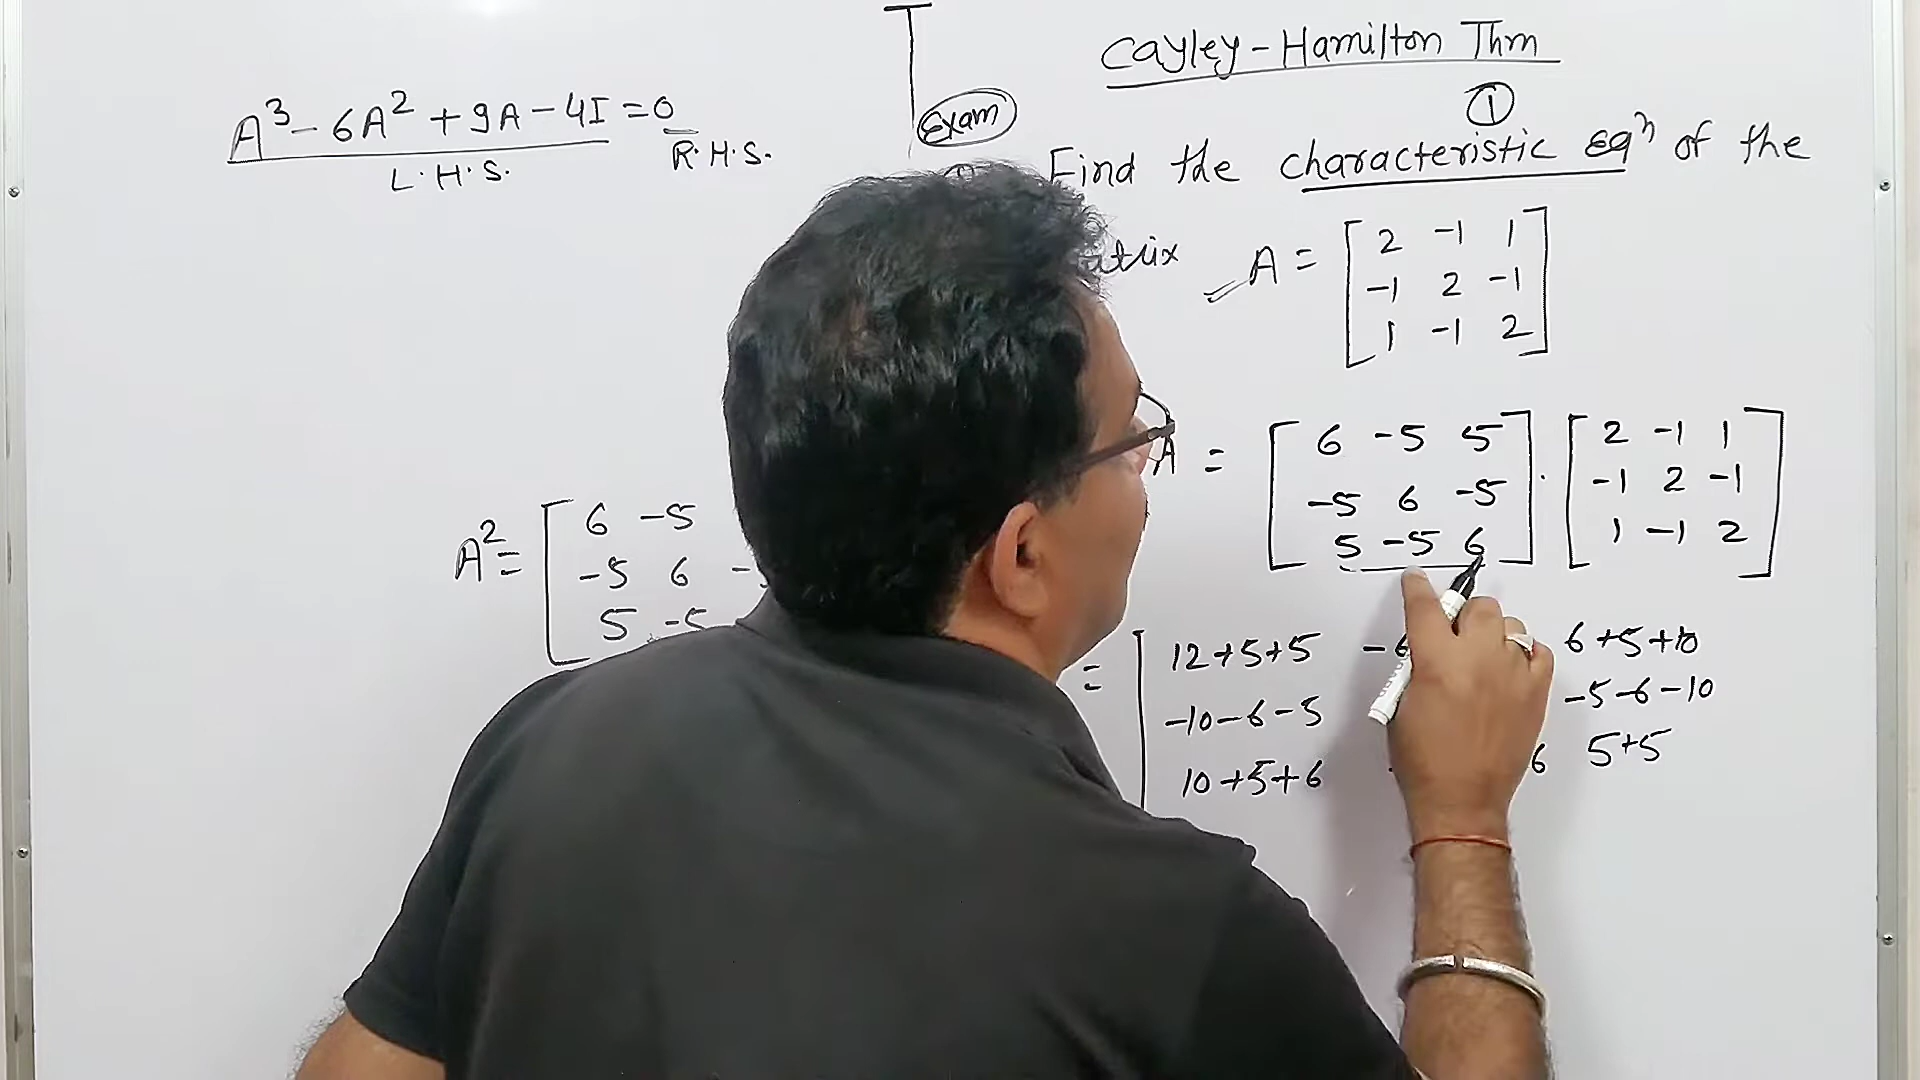 Cayley-Hamilton Thm
A³ - 6A² + 9A - 4I = 0
L.H.S.
R.H.S.
Exam
①
Find the characteristic eqⁿ of the
A = [ 2 -1 1
-1 2 -1
1 -1 2 ]
A = [ 6 -5 5
-5 6 -5
5 -5 6 ] . [ 2 -1 1
-1 2 -1
1 -1 2 ]
A² = [ 6 -5
-5 6
5 -5
= [ 12+5+5 6+5+10
-10-6-5 -5-6-10
10+5+6 6 5+5